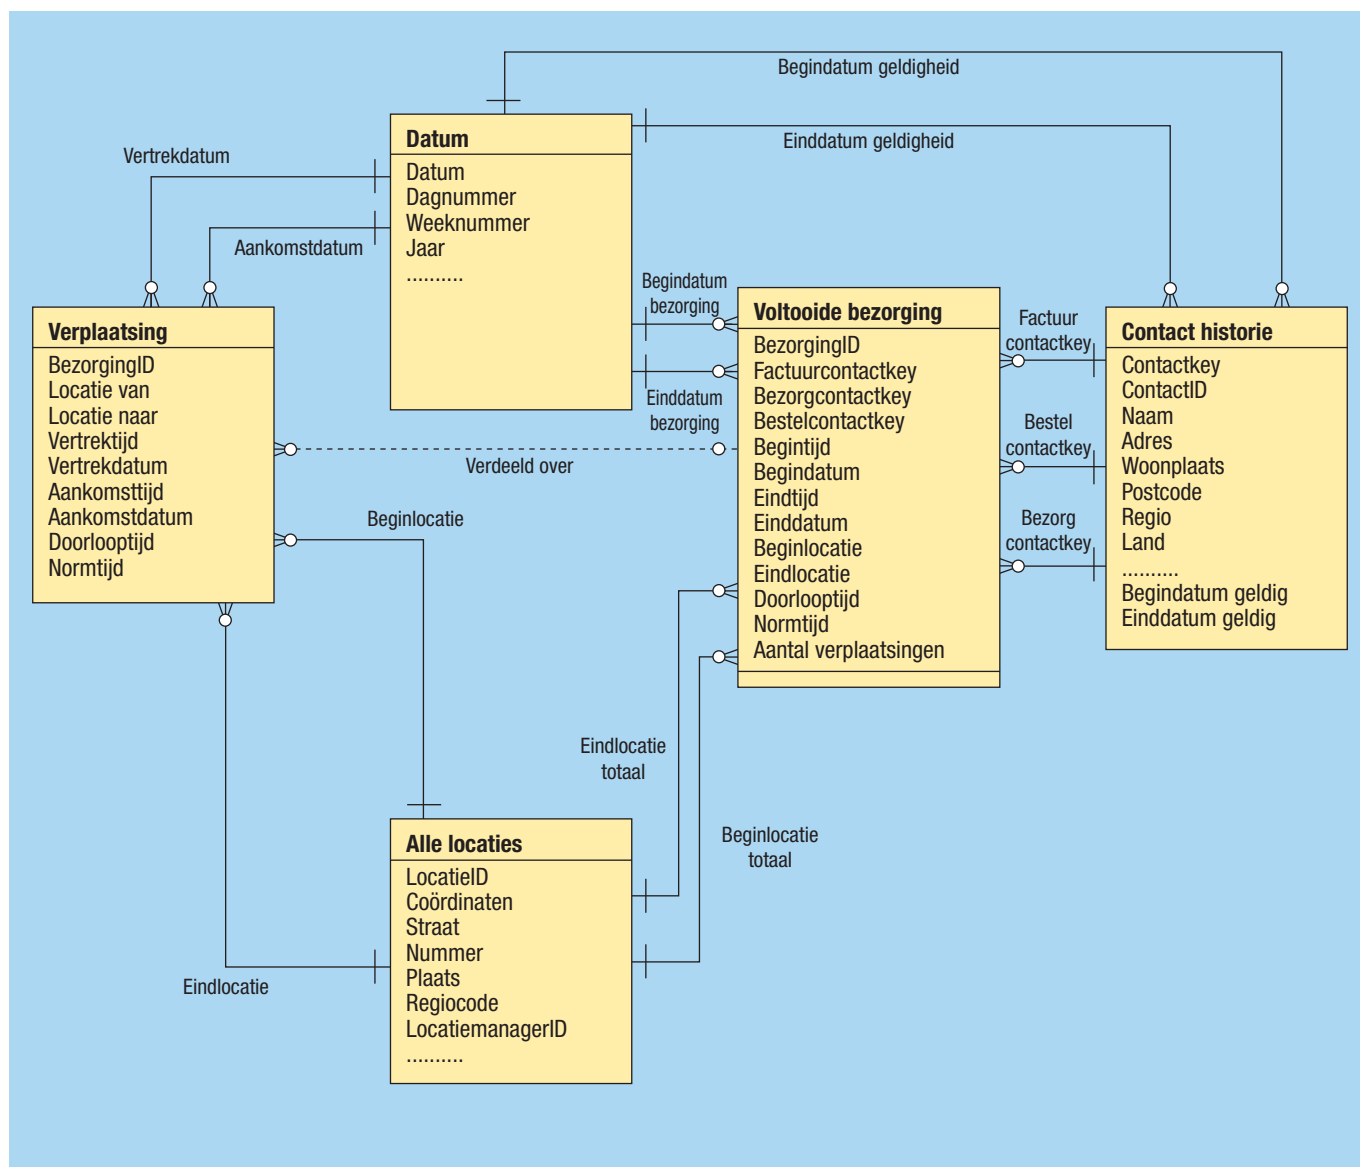 Begindatum geldigheid
Einddatum geldigheid
Vertrekdatum
Aankomstdatum
Datum
Datum
Dagnummer
Weeknummer
Jaar
..........
Begindatum
bezorging
Einddatum
bezorging
Verplaatsing
BezorgingID
Locatie van
Locatie naar
Vertrektijd
Vertrekdatum
Aankomsttijd
Aankomstdatum
Doorlooptijd
Normtijd
Verdeeld over
Voltooide bezorging
BezorgingID
Factuurcontactkey
Bezorgcontactkey
Bestelcontactkey
Begintijd
Begindatum
Eindtijd
Einddatum
Beginlocatie
Eindlocatie
Doorlooptijd
Normtijd
Aantal verplaatsingen
Factuur
contactkey
Bestel
contactkey
Bezorg
contactkey
Contact historie
Contactkey
ContactID
Naam
Adres
Woonplaats
Postcode
Regio
Land
..........
Begindatum geldig
Einddatum geldig
Beginlocatie
Eindlocatie
Eindlocatie
totaal
Beginlocatie
totaal
Alle locaties
LocatieID
Coördinaten
Straat
Nummer
Plaats
Regiocode
LocatiemanagerID
..........